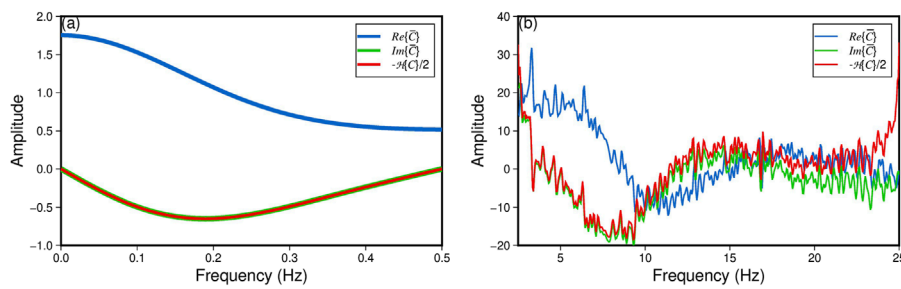 (a)
Re{C̄}
Im{C̄}
-ℋ{C}/2
2.0
1.5
1.0
0.5
0.0
−0.5
−1.0
Amplitude
0.0 0.1 0.2 0.3 0.4 0.5
Frequency (Hz)
(b)
Re{C̄}
Im{C̄}
-ℋ{C}/2
40
30
20
10
0
−10
−20
Amplitude
5 10 15 20 25
Frequency (Hz)